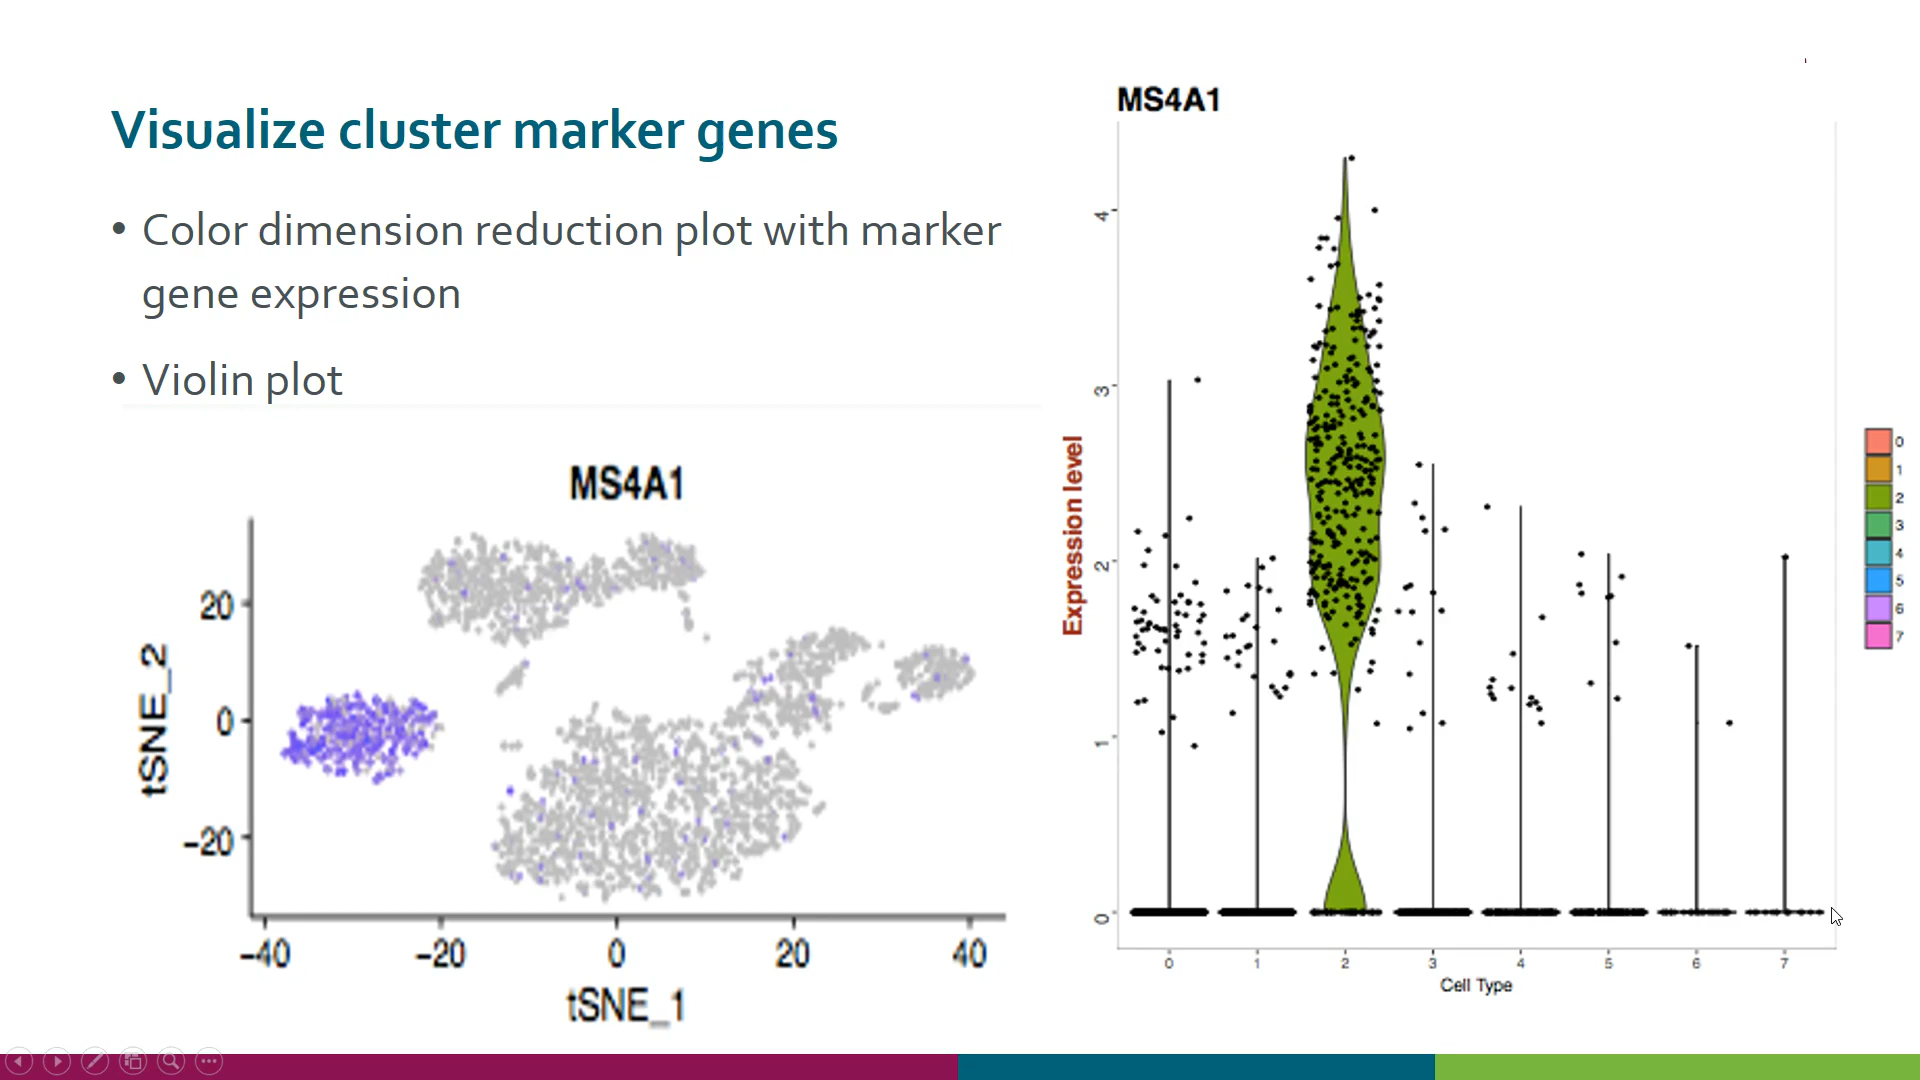 Visualize cluster marker genes
• Color dimension reduction plot with marker
gene expression
• Violin plot
MS4A1
tSNE_2
20
0
−20
−40 −20 0 20 40
tSNE_1
MS4A1
Expression level
4
3
2
1
0
0 1 2 3 4 5 6 7
Cell Type
0
1
2
3
4
5
6
7